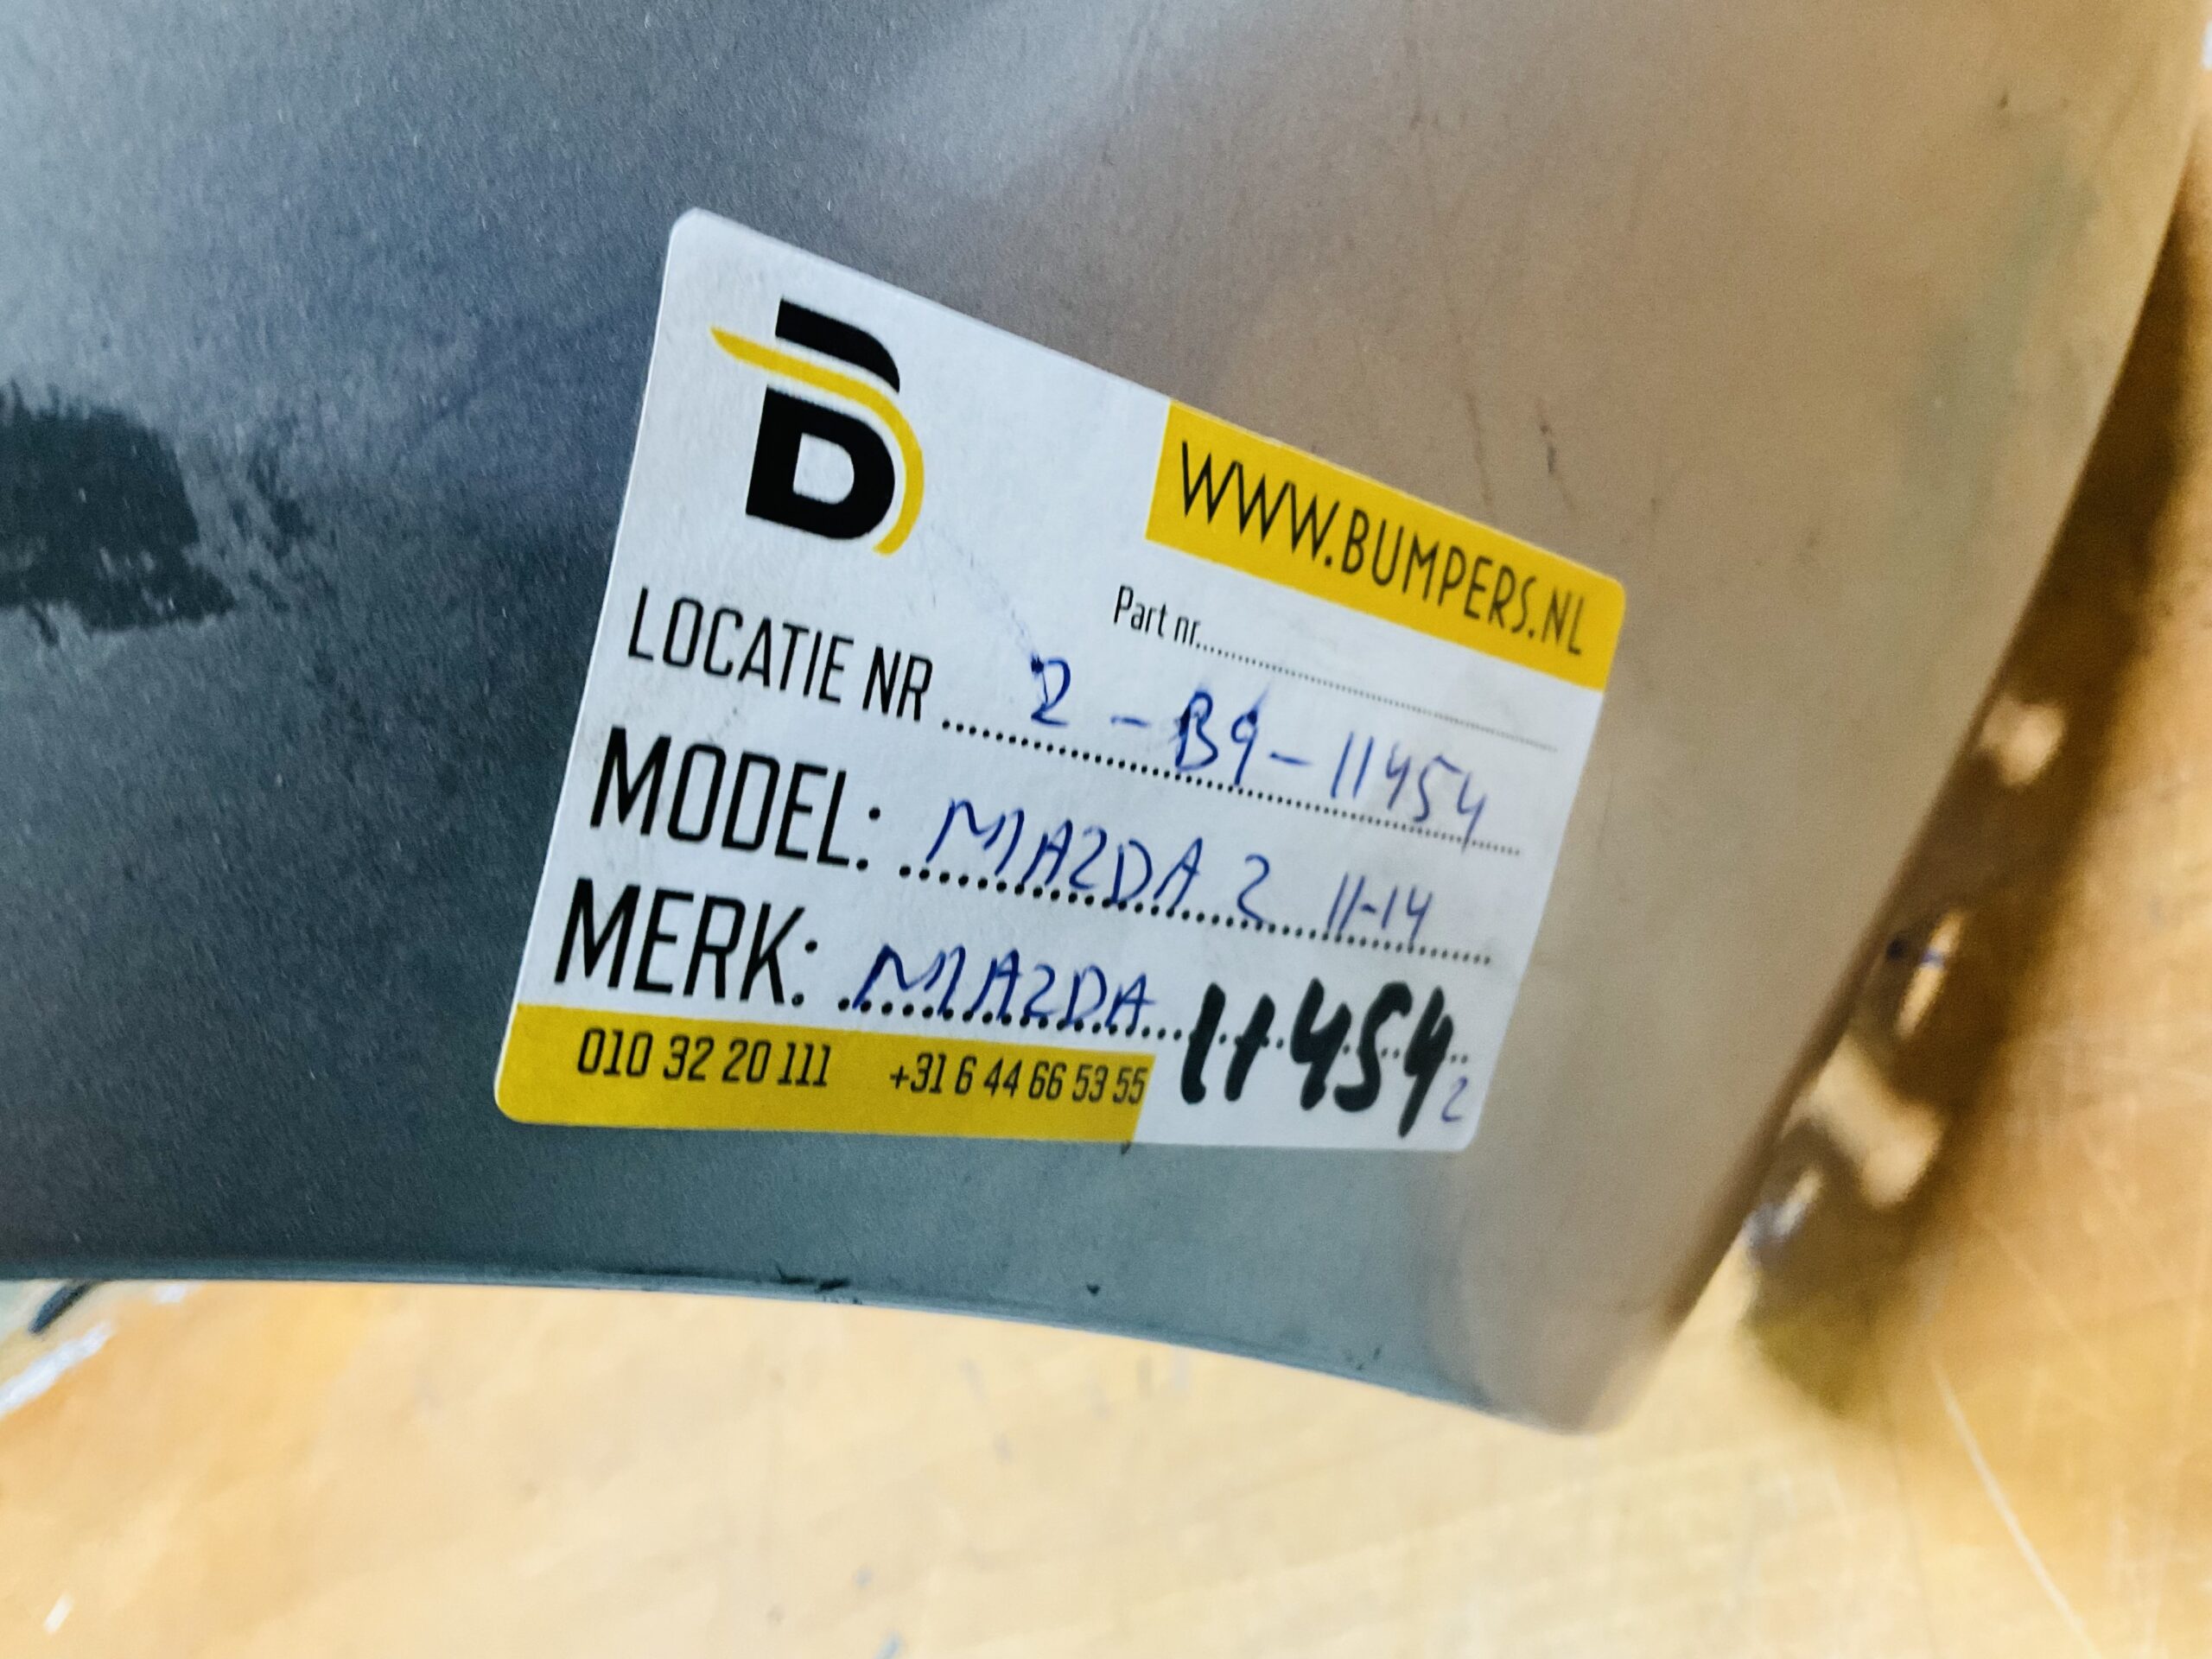 B
WWW.BUMPERS.NL
Part nr.
LOCATIE NR 2-B9-11454
MODEL: MAZDA 2 11-14
MERK: MAZDA 11454
2
010 32 20 111 +31 6 44 66 53 55